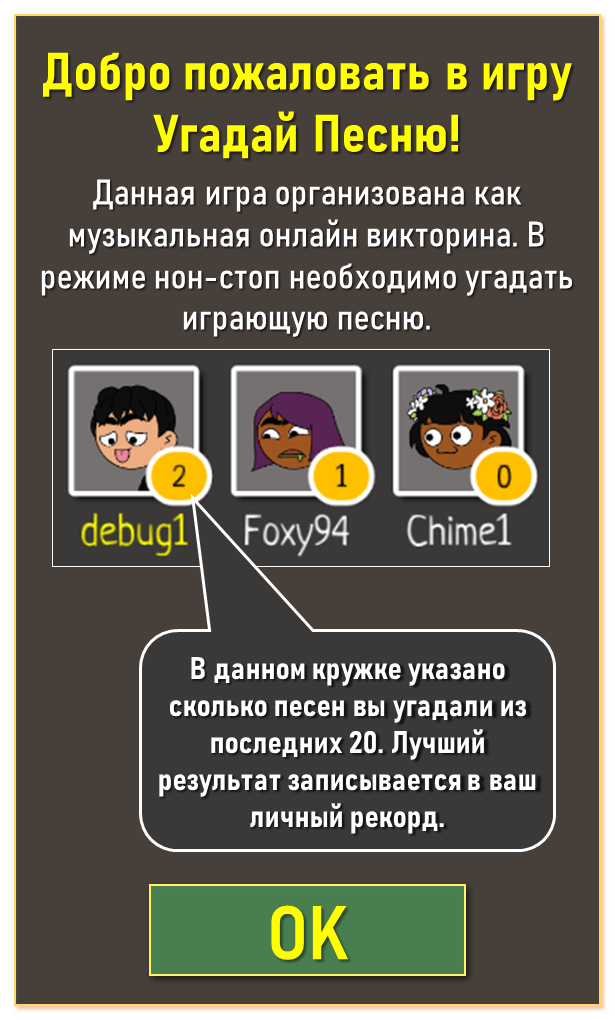 Добро пожаловать в игру
Угадай Песню!
Данная игра организована как
музыкальная онлайн викторина. В
режиме нон-стоп необходимо угадать
играющую песню.
2 1 0
debug1 Foxy94 Chime1
В данном кружке указано
сколько песен вы угадали из
последних 20. Лучший
результат записывается в ваш
личный рекорд.
OK